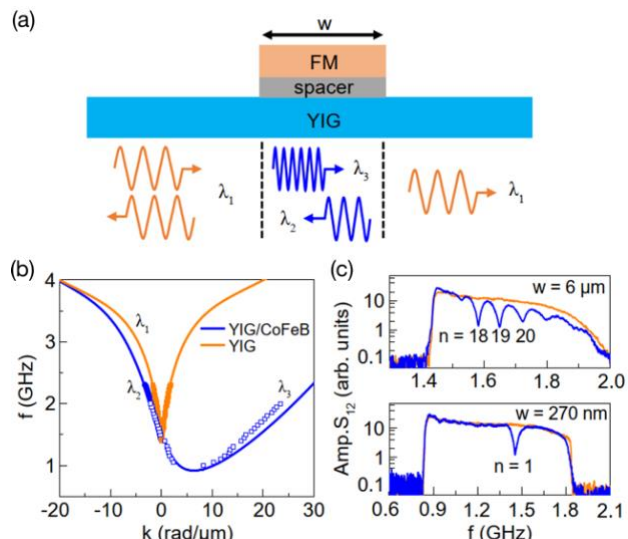 (a)
w
FM
spacer
YIG
λ₁
λ₃
λ₂
λ₁
(b)
4
3
2
1
f (GHz)
λ₁
λ₂
λ₃
YIG/CoFeB
YIG
-20 -10 0 10 20 30
k (rad/um)
(c)
Amp.S₁₂ (arb. units)
10
1
0.1
w = 6 μm
n = 18 19 20
1.4 1.6 1.8 2.0
10
1
0.1
w = 270 nm
n = 1
0.6 0.9 1.2 1.5 1.8 2.1
f (GHz)